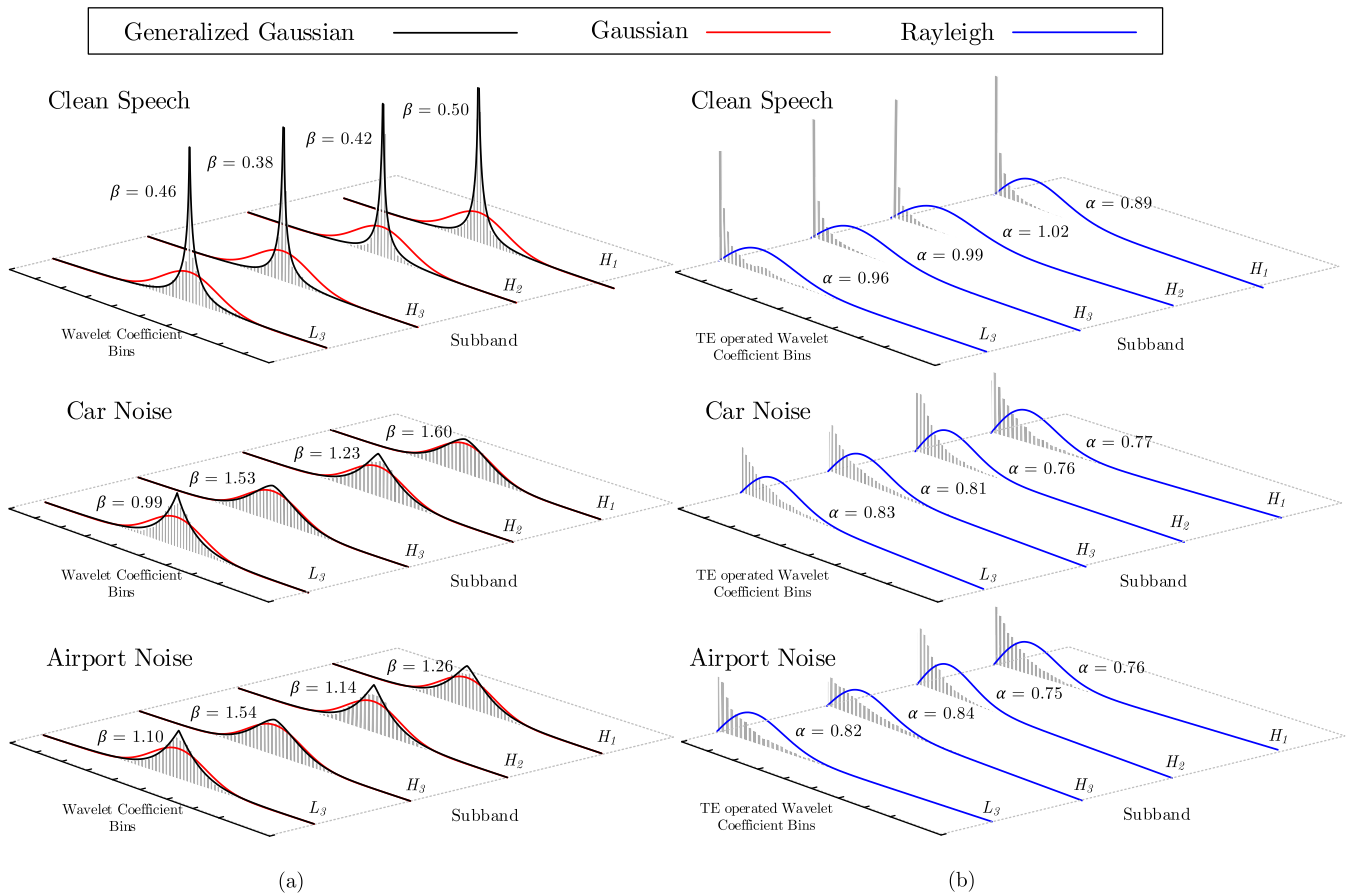 Generalized Gaussian
Gaussian
Rayleigh
Clean Speech
β = 0.46
β = 0.38
β = 0.42
β = 0.50
L3
H3
H2
H1
Wavelet Coefficient
Bins
Subband
Clean Speech
α = 0.96
α = 0.99
α = 1.02
α = 0.89
L3
H3
H2
H1
TE operated Wavelet
Coefficient Bins
Subband
Car Noise
β = 0.99
β = 1.53
β = 1.23
β = 1.60
L3
H3
H2
H1
Wavelet Coefficient
Bins
Subband
Car Noise
α = 0.83
α = 0.81
α = 0.76
α = 0.77
L3
H3
H2
H1
TE operated Wavelet
Coefficient Bins
Subband
Airport Noise
β = 1.10
β = 1.54
β = 1.14
β = 1.26
L3
H3
H2
H1
Wavelet Coefficient
Bins
Subband
Airport Noise
α = 0.82
α = 0.84
α = 0.75
α = 0.76
L3
H3
H2
H1
TE operated Wavelet
Coefficient Bins
Subband
(a)
(b)